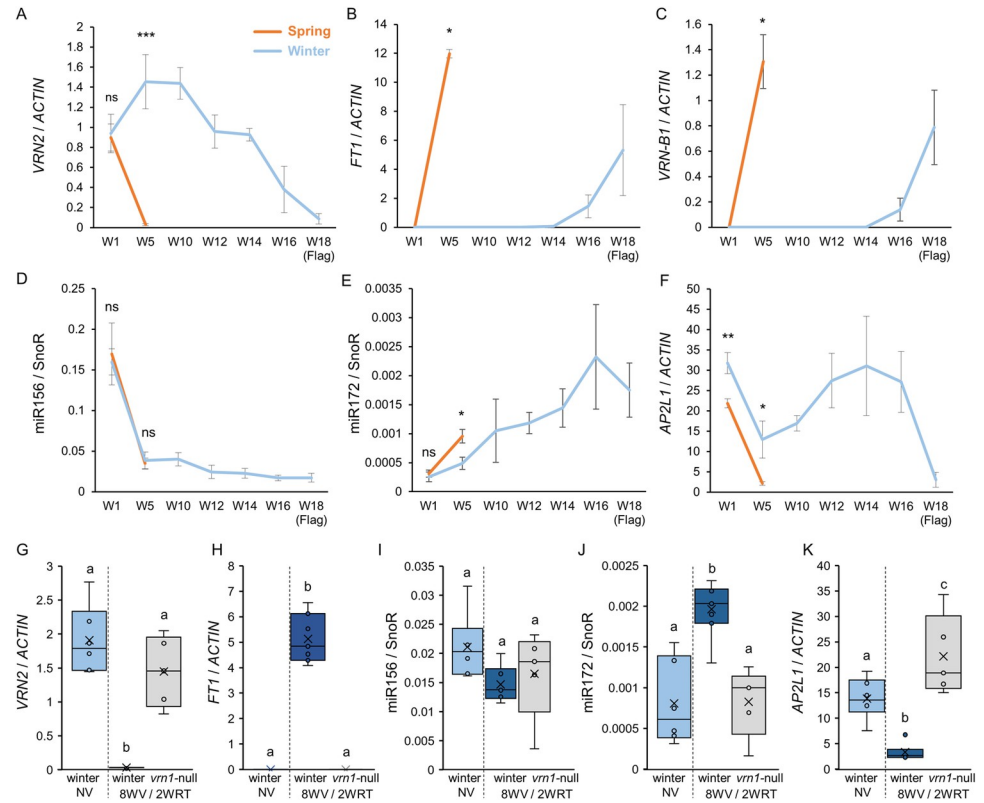 A
VRN2 / ACTIN
2
1.8
1.6
1.4
1.2
1
0.8
0.6
0.4
0.2
0
ns
***
Spring
Winter
W1 W5 W10 W12 W14 W16 W18
(Flag)
B
FT1 / ACTIN
14
12
10
8
6
4
2
0
*
W1 W5 W10 W12 W14 W16 W18
(Flag)
C
VRN-B1 / ACTIN
1.8
1.6
1.4
1.2
1
0.8
0.6
0.4
0.2
0
*
W1 W5 W10 W12 W14 W16 W18
(Flag)
D
miR156 / SnoR
0.25
0.2
0.15
0.1
0.05
0
ns
ns
W1 W5 W10 W12 W14 W16 W18
(Flag)
E
miR172 / SnoR
0.0035
0.003
0.0025
0.002
0.0015
0.001
0.0005
0
ns
*
W1 W5 W10 W12 W14 W16 W18
(Flag)
F
AP2L1 / ACTIN
50
45
40
35
30
25
20
15
10
5
0
**
*
W1 W5 W10 W12 W14 W16 W18
(Flag)
G
VRN2 / ACTIN
3
2.5
2
1.5
1
0.5
0
a
b
a
winter winter vrn1-null
NV 8WV / 2WRT
H
FT1 / ACTIN
8
7
6
5
4
3
2
1
0
a
b
a
winter winter vrn1-null
NV 8WV / 2WRT
I
miR156 / SnoR
0.035
0.03
0.025
0.02
0.015
0.01
0.005
0
a
a
a
winter winter vrn1-null
NV 8WV / 2WRT
J
miR172 / SnoR
0.0025
0.002
0.0015
0.001
0.0005
0
a
b
a
winter winter vrn1-null
NV 8WV / 2WRT
K
AP2L1 / ACTIN
40
35
30
25
20
15
10
5
0
a
b
c
winter winter vrn1-null
NV 8WV / 2WRT